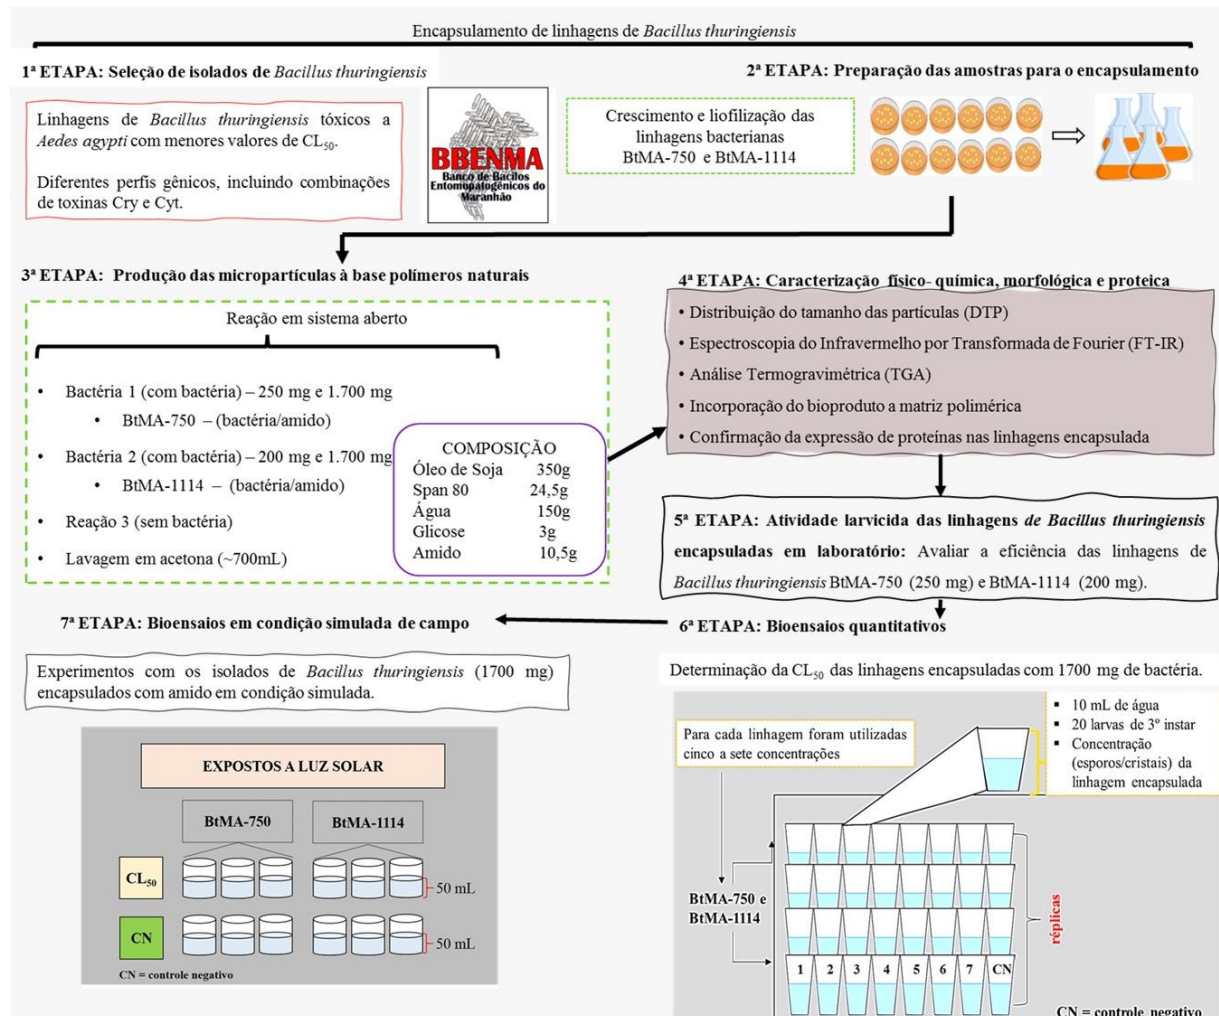 Encapsulamento de linhagens de Bacillus thuringiensis
1ª ETAPA: Seleção de isolados de Bacillus thuringiensis
Linhagens de Bacillus thuringiensis tóxicos a
Aedes agypti com menores valores de CL₅₀.
Diferentes perfis gênicos, incluindo combinações
de toxinas Cry e Cyt.
BBENMA
Banco de Bacilos
Entomopatogênicos do
Maranhão
2ª ETAPA: Preparação das amostras para o encapsulamento
Crescimento e liofilização das
linhagens bacterianas
BtMA-750 e BtMA-1114
3ª ETAPA: Produção das micropartículas à base polímeros naturais
Reação em sistema aberto
• Bactéria 1 (com bactéria) – 250 mg e 1.700 mg
• BtMA-750 – (bactéria/amido)
• Bactéria 2 (com bactéria) – 200 mg e 1.700 mg
• BtMA-1114 – (bactéria/amido)
• Reação 3 (sem bactéria)
• Lavagem em acetona (~700mL)
COMPOSIÇÃO
Óleo de Soja 350g
Span 80 24,5g
Água 150g
Glicose 3g
Amido 10,5g
4ª ETAPA: Caracterização físico- química, morfológica e proteica
• Distribuição do tamanho das partículas (DTP)
• Espectroscopia do Infravermelho por Transformada de Fourier (FT-IR)
• Análise Termogravimétrica (TGA)
• Incorporação do bioproduto a matriz polimérica
• Confirmação da expressão de proteínas nas linhagens encapsulada
5ª ETAPA: Atividade larvicida das linhagens de Bacillus thuringiensis
encapsuladas em laboratório: Avaliar a eficiência das linhagens de
Bacillus thuringiensis BtMA-750 (250 mg) e BtMA-1114 (200 mg).
6ª ETAPA: Bioensaios quantitativos
Determinação da CL₅₀ das linhagens encapsuladas com 1700 mg de bactéria.
Para cada linhagem foram utilizadas
cinco a sete concentrações
▪ 10 mL de água
▪ 20 larvas de 3º instar
▪ Concentração
(esporos/cristais) da
linhagem encapsulada
BtMA-750 e
BtMA-1114
réplicas
1 2 3 4 5 6 7 CN
CN = controle negativo
7ª ETAPA: Bioensaios em condição simulada de campo
Experimentos com os isolados de Bacillus thuringiensis (1700 mg)
encapsulados com amido em condição simulada.
EXPOSTOS A LUZ SOLAR
BtMA-750 BtMA-1114
CL₅₀ 50 mL
CN 50 mL
CN = controle negativo